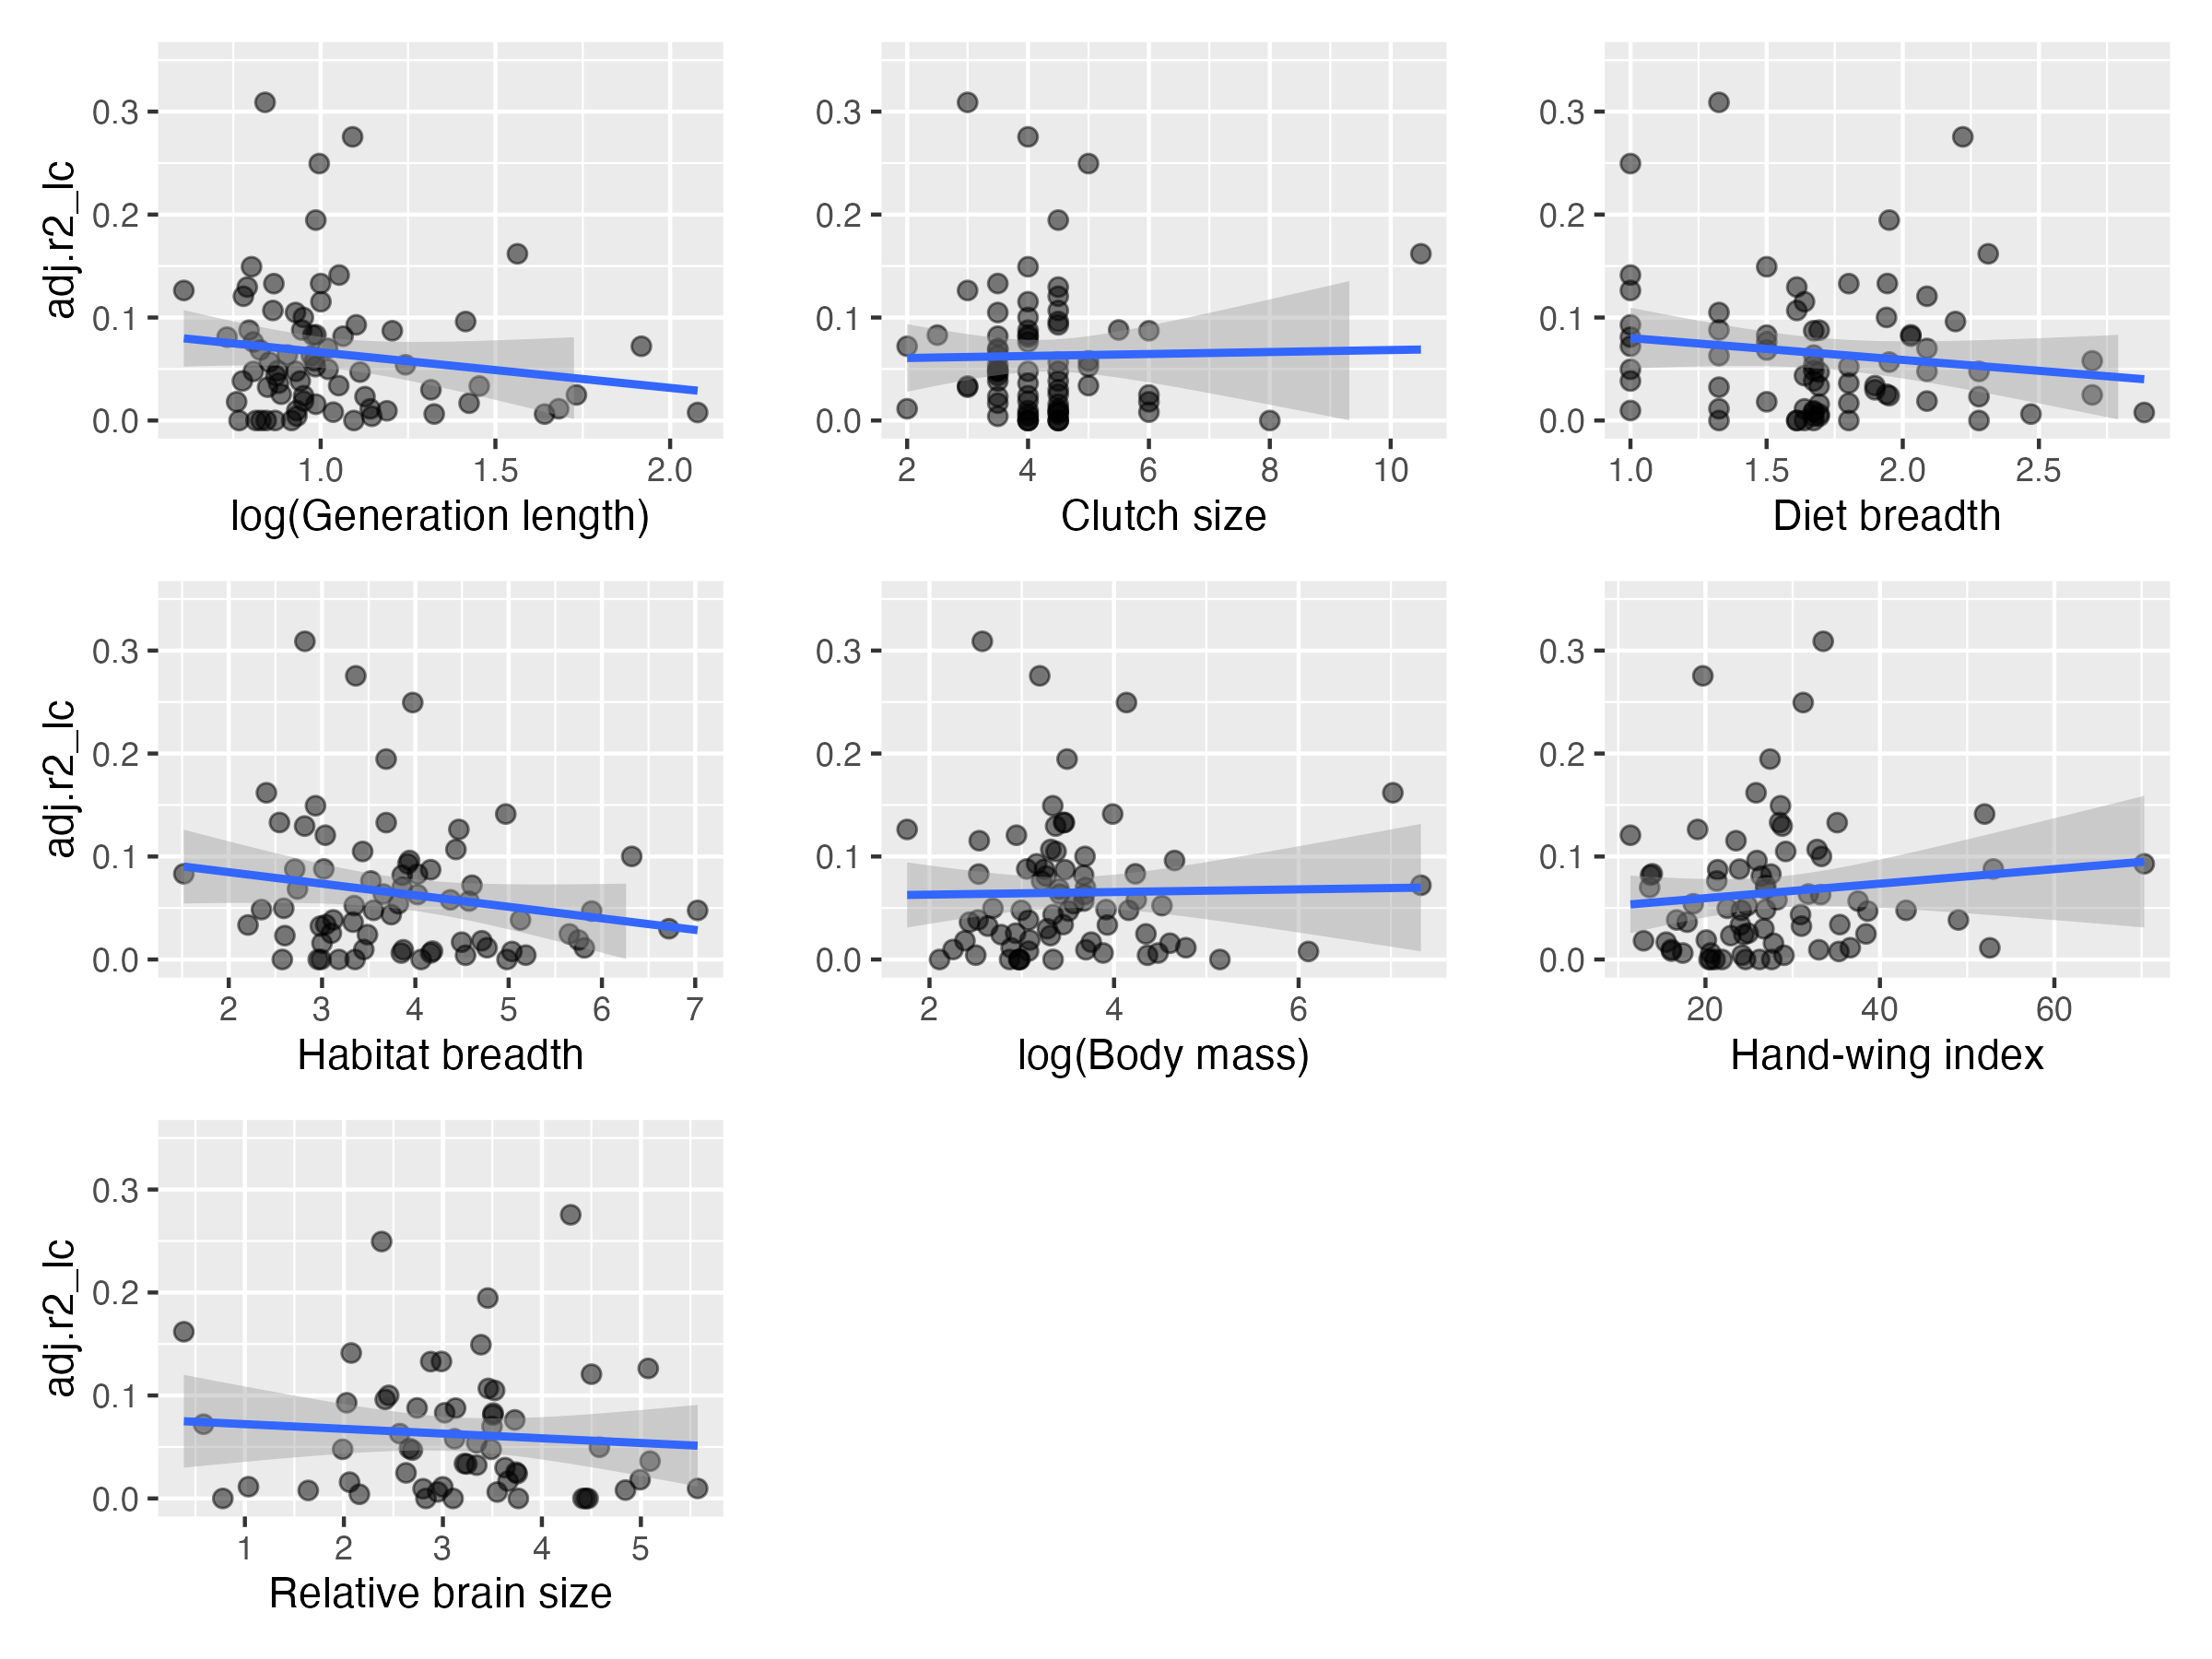 adj.r2_lc
0.3
0.2
0.1
0.0
1.0 1.5 2.0
log(Generation length)
0.3
0.2
0.1
0.0
2 4 6 8 10
Clutch size
0.3
0.2
0.1
0.0
1.0 1.5 2.0 2.5
Diet breadth
adj.r2_lc
0.3
0.2
0.1
0.0
2 3 4 5 6 7
Habitat breadth
0.3
0.2
0.1
0.0
2 4 6
log(Body mass)
0.3
0.2
0.1
0.0
20 40 60
Hand-wing index
adj.r2_lc
0.3
0.2
0.1
0.0
1 2 3 4 5
Relative brain size